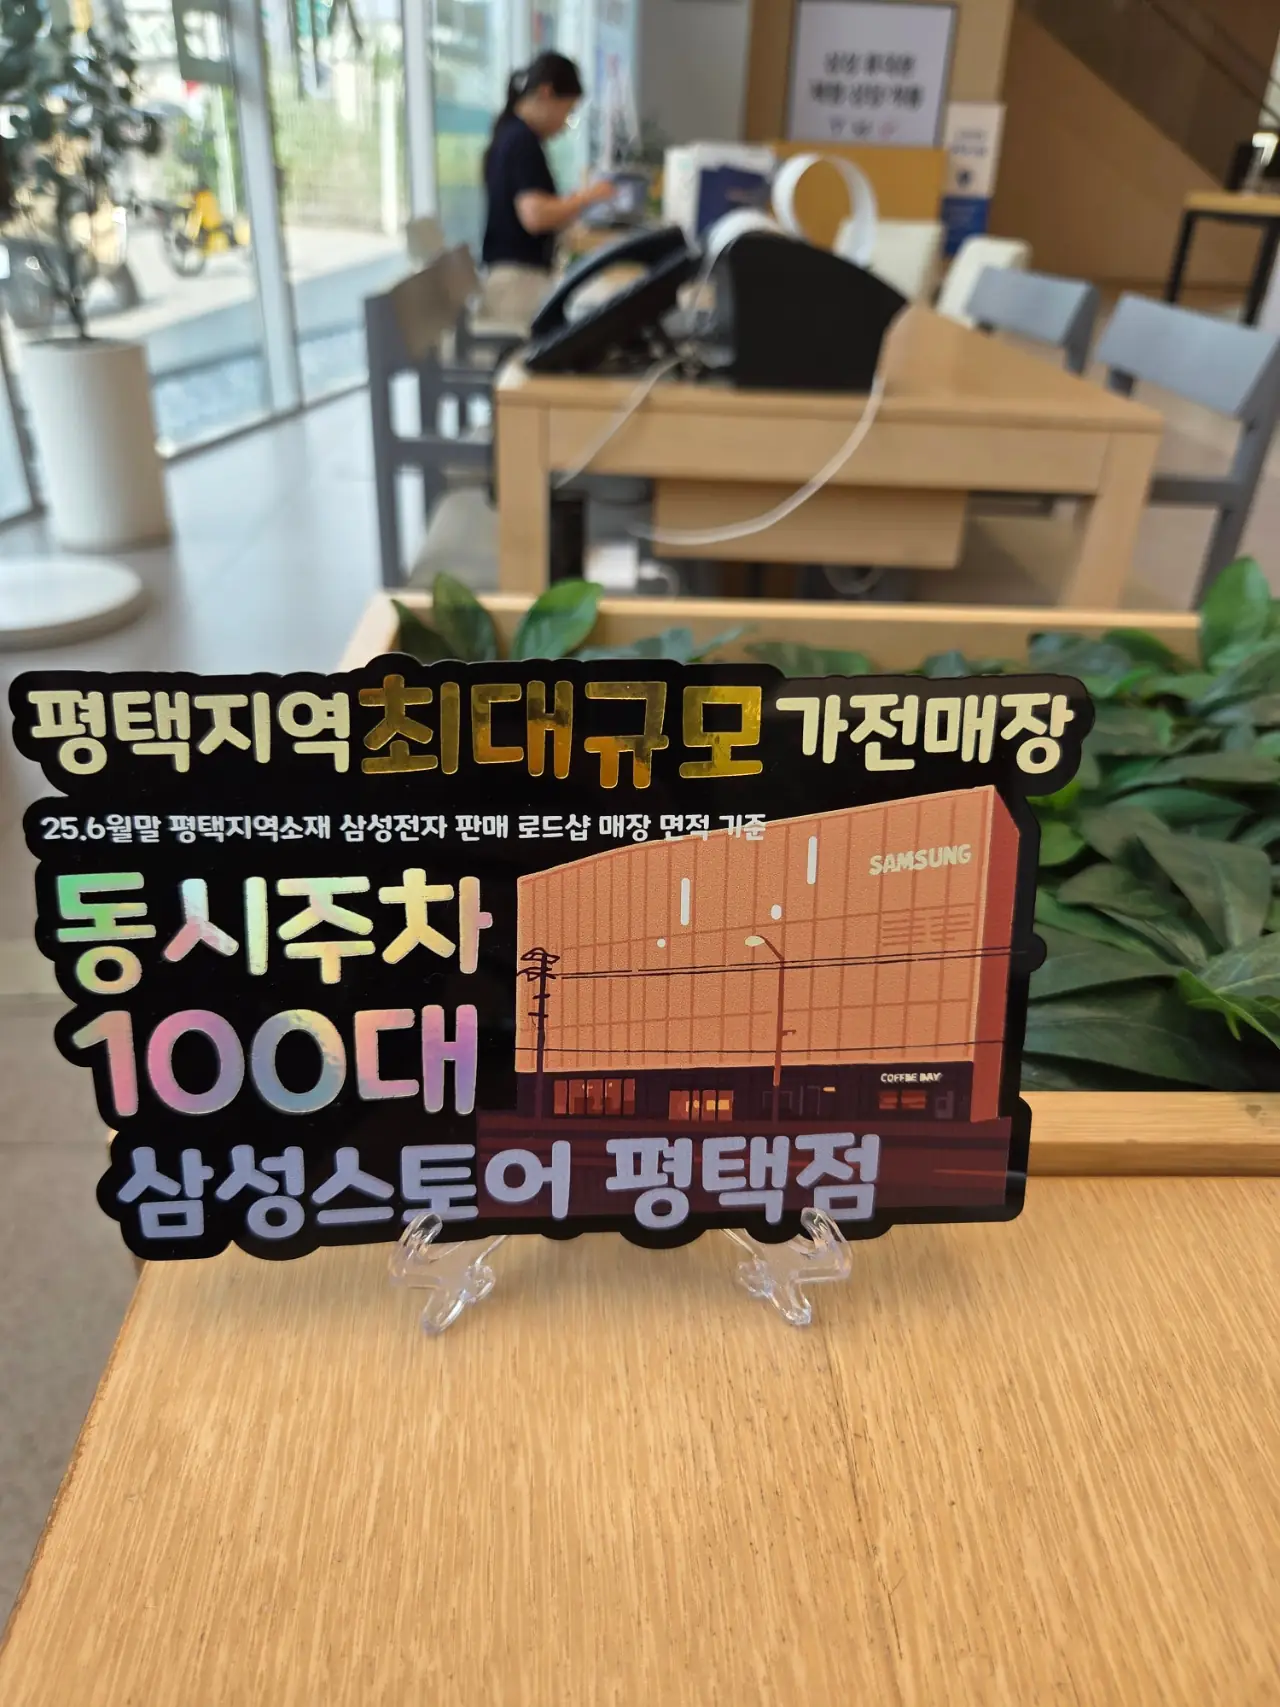 평택지역최대규모 가전매장
25.6월말 평택지역소재 삼성전자 판매 로드샵 매장 면적 기준
SAMSUNG
동시주차
100대
COFFEE BAY
삼성스토어 평택점